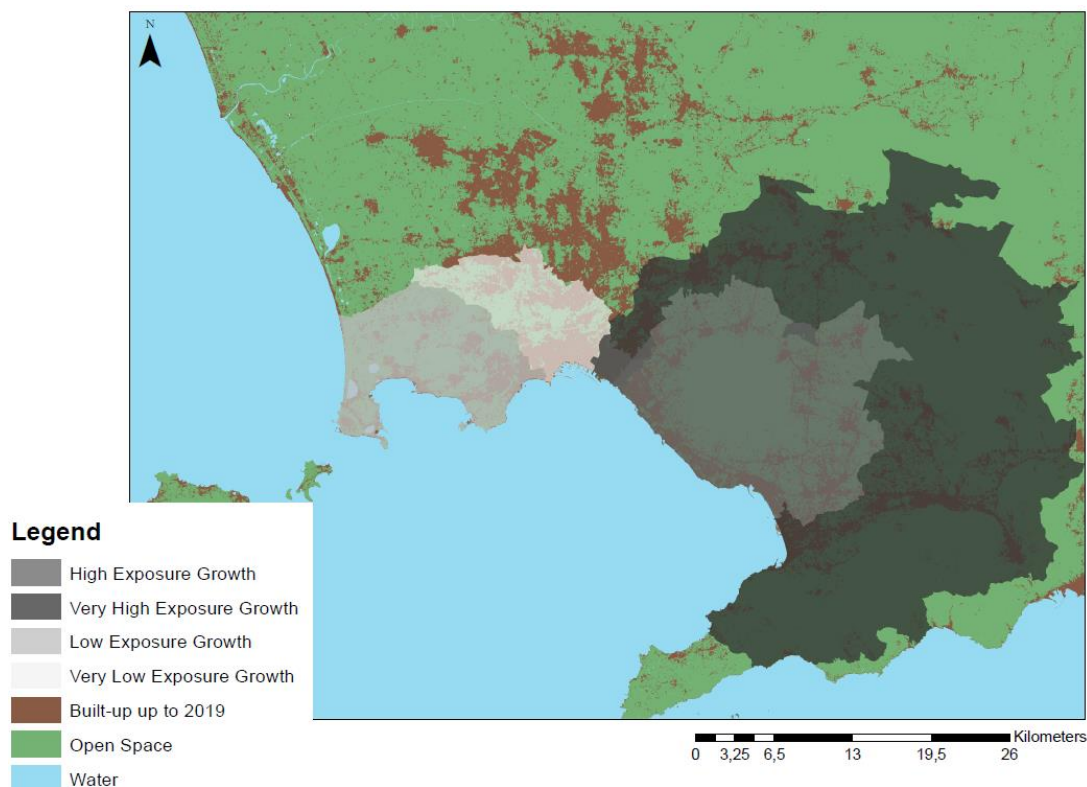 N
Legend
High Exposure Growth
Very High Exposure Growth
Low Exposure Growth
Very Low Exposure Growth
Built-up up to 2019
Open Space
Water
Kilometers
0 3,25 6,5 13 19,5 26